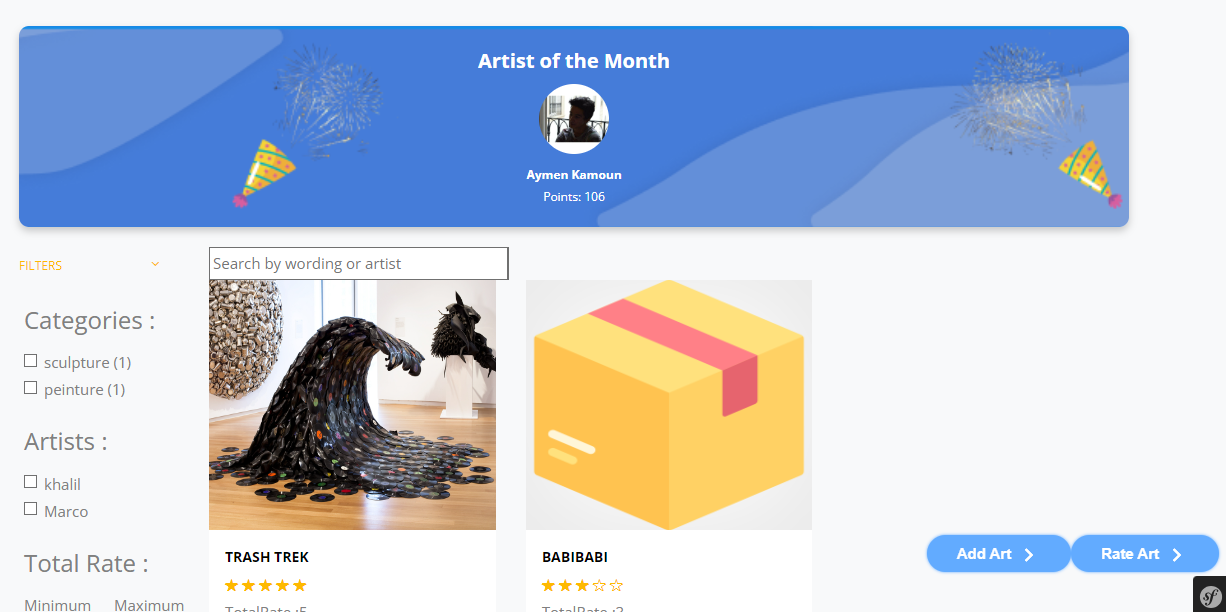 Artist of the Month
Aymen Kamoun
Points: 106
FILTERS
Search by wording or artist
Categories :
sculpture (1)
peinture (1)
Artists :
khalil
Marco
Total Rate :
Minimum Maximum
TRASH TREK
TotalRate :5
BABIBABI
TotalRate :3
Add Art
Rate Art
sf